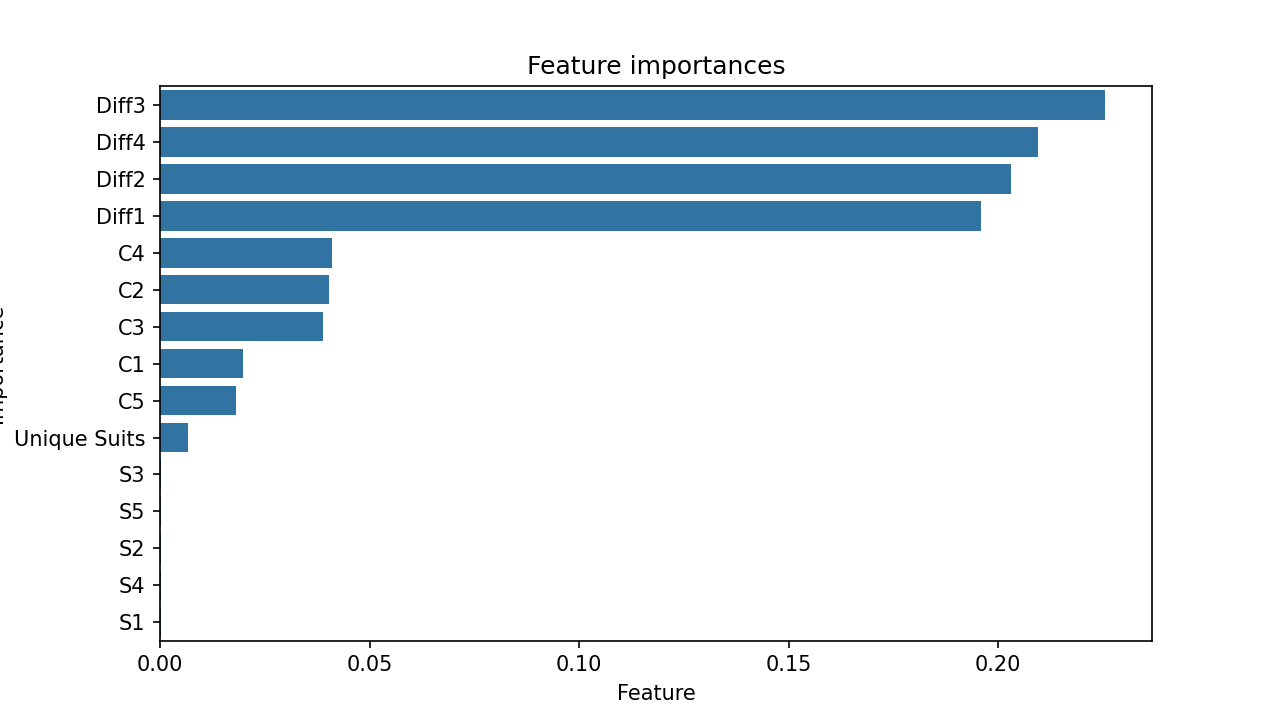 Feature importances
Diff3
Diff4
Diff2
Diff1
C4
C2
C3
C1
C5
Unique Suits
S3
S5
S2
S4
S1
0.00 0.05 0.10 0.15 0.20
Feature